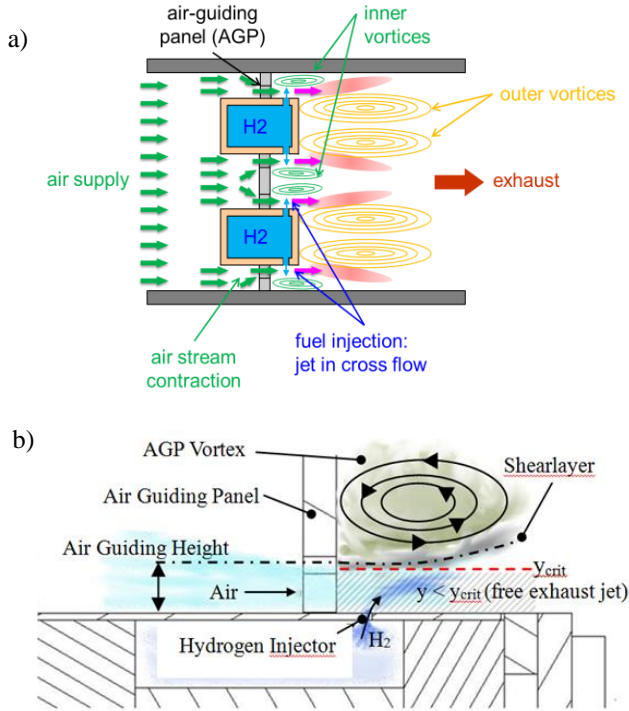 a)
air-guiding
panel (AGP)
inner
vortices
outer vortices
H2
air supply
exhaust
H2
air stream
contraction
fuel injection:
jet in cross flow
b)
AGP Vortex
Shearlayer
Air Guiding Panel
Air Guiding Height
ycrit
Air
y < ycrit (free exhaust jet)
Hydrogen Injector
H2